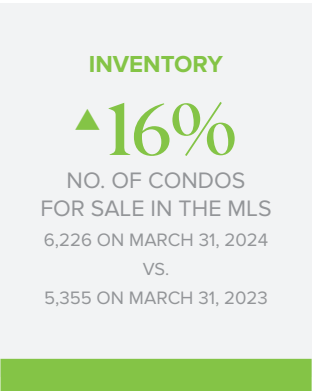 INVENTORY
▲16%
NO. OF CONDOS
FOR SALE IN THE MLS
6,226 ON MARCH 31, 2024
VS.
5,355 ON MARCH 31, 2023